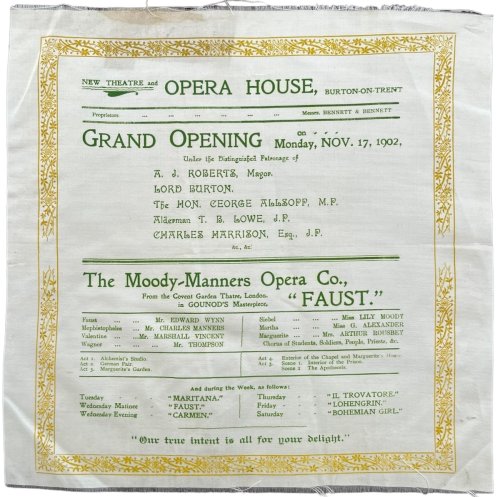 NEW THEATRE and OPERA HOUSE, BURTON-ON-TRENT
Proprietors ... ... ... ... ... ... Messrs. BENNETT & BENNETT
GRAND OPENING on Monday, NOV. 17, 1902,
Under the Distinguished Patronage of
A. J. ROBERTS, Mayor.
LORD BURTON.
The HON. GEORGE ALLSOPP, M.P.
Alderman T. B. LOWE, J.P.
CHARLES HARRISON, Esq., J.P.
&c., &c.
The Moody-Manners Opera Co.,
From the Covent Garden Thatre, London.
in GOUNOD'S Masterpiece, "FAUST."
Faust ... ... Mr. EDWARD WYNN
Mephistopheles ... Mr. CHARLES MANNERS
Valentine ... Mr. MARSHALL VINCENT
Wagner ... ... Mr. THOMPSON
Siebel ... ... ... Miss LILY MOODY
Martha ... ... Miss G. ALEXANDER
Marguerite ... Mrs. ARTHUR ROUSBEY
Chorus of Students, Soldiers, People, Priests, &c.
Act 1. Alchemist's Studio.
Act 2. German Fair.
Act 3. Marguerite's Garden.
Act 4. Exterior of the Chapel and Marguerite's
Act 5. Scene 1. Interior of the Prison.
Scene 2 The Apotheosis.
And during the Week, as follows:
Tuesday - - "MARITANA."
Wednesday Matinee - "FAUST."
Wednesday Evening - "CARMEN."
Thursday - - "IL TROVATORE."
Friday - - "LOHENGRIN."
Saturday - "BOHEMIAN GIRL."
"Our true intent is all for your delight."